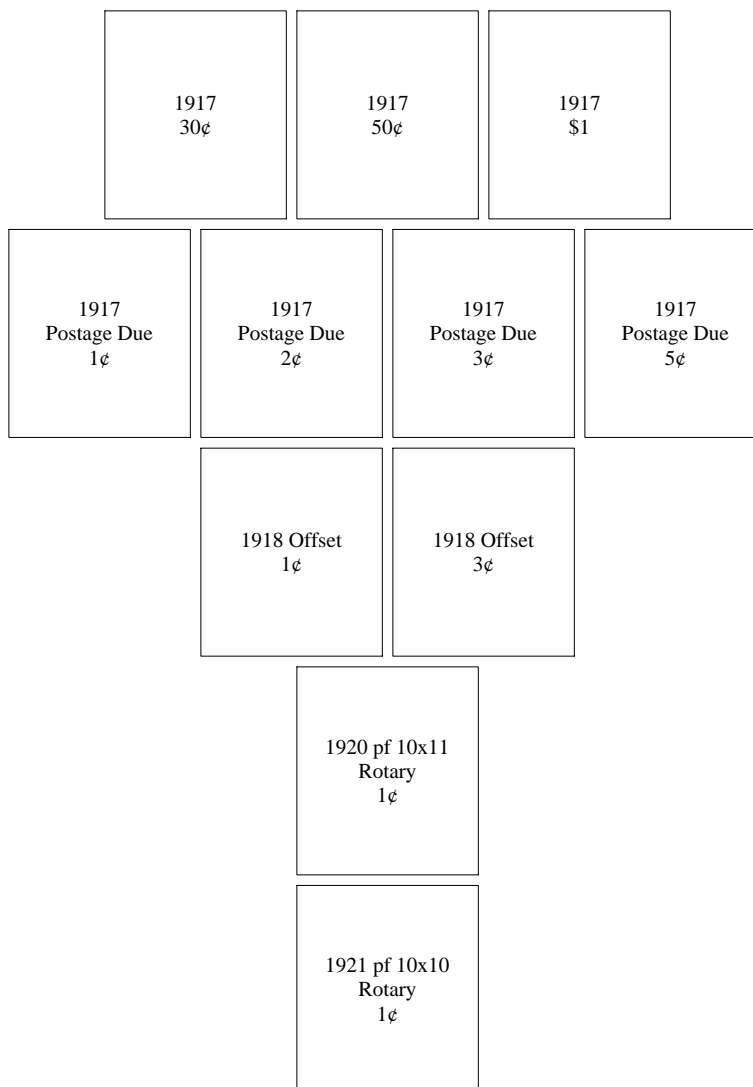 1917
30¢
1917
50¢
1917
$1
1917
Postage Due
1¢
1917
Postage Due
2¢
1917
Postage Due
3¢
1917
Postage Due
5¢
1918 Offset
1¢
1918 Offset
3¢
1920 pf 10x11
Rotary
1¢
1921 pf 10x10
Rotary
1¢